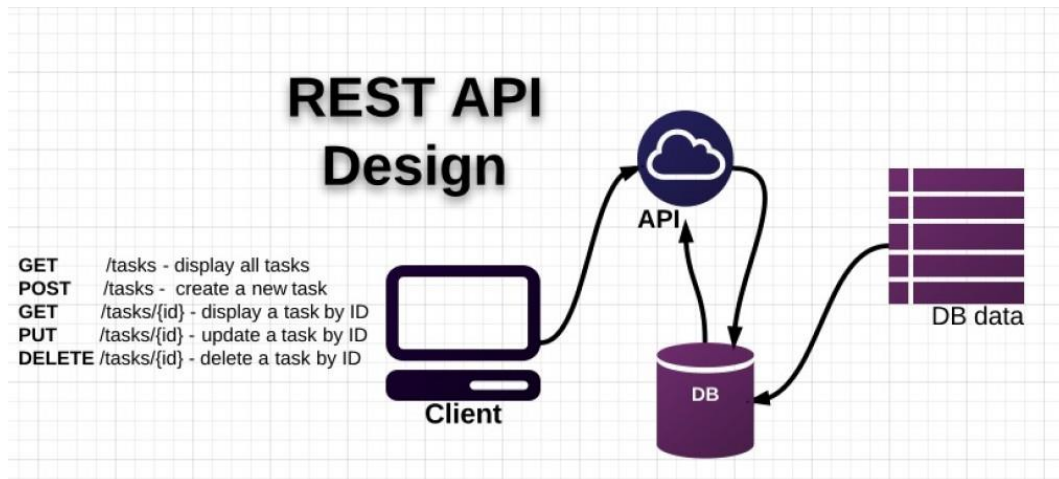 REST API
Design
GET /tasks - display all tasks
POST /tasks - create a new task
GET /tasks/{id} - display a task by ID
PUT /tasks/{id} - update a task by ID
DELETE /tasks/{id} - delete a task by ID
Client
API
DB
DB data